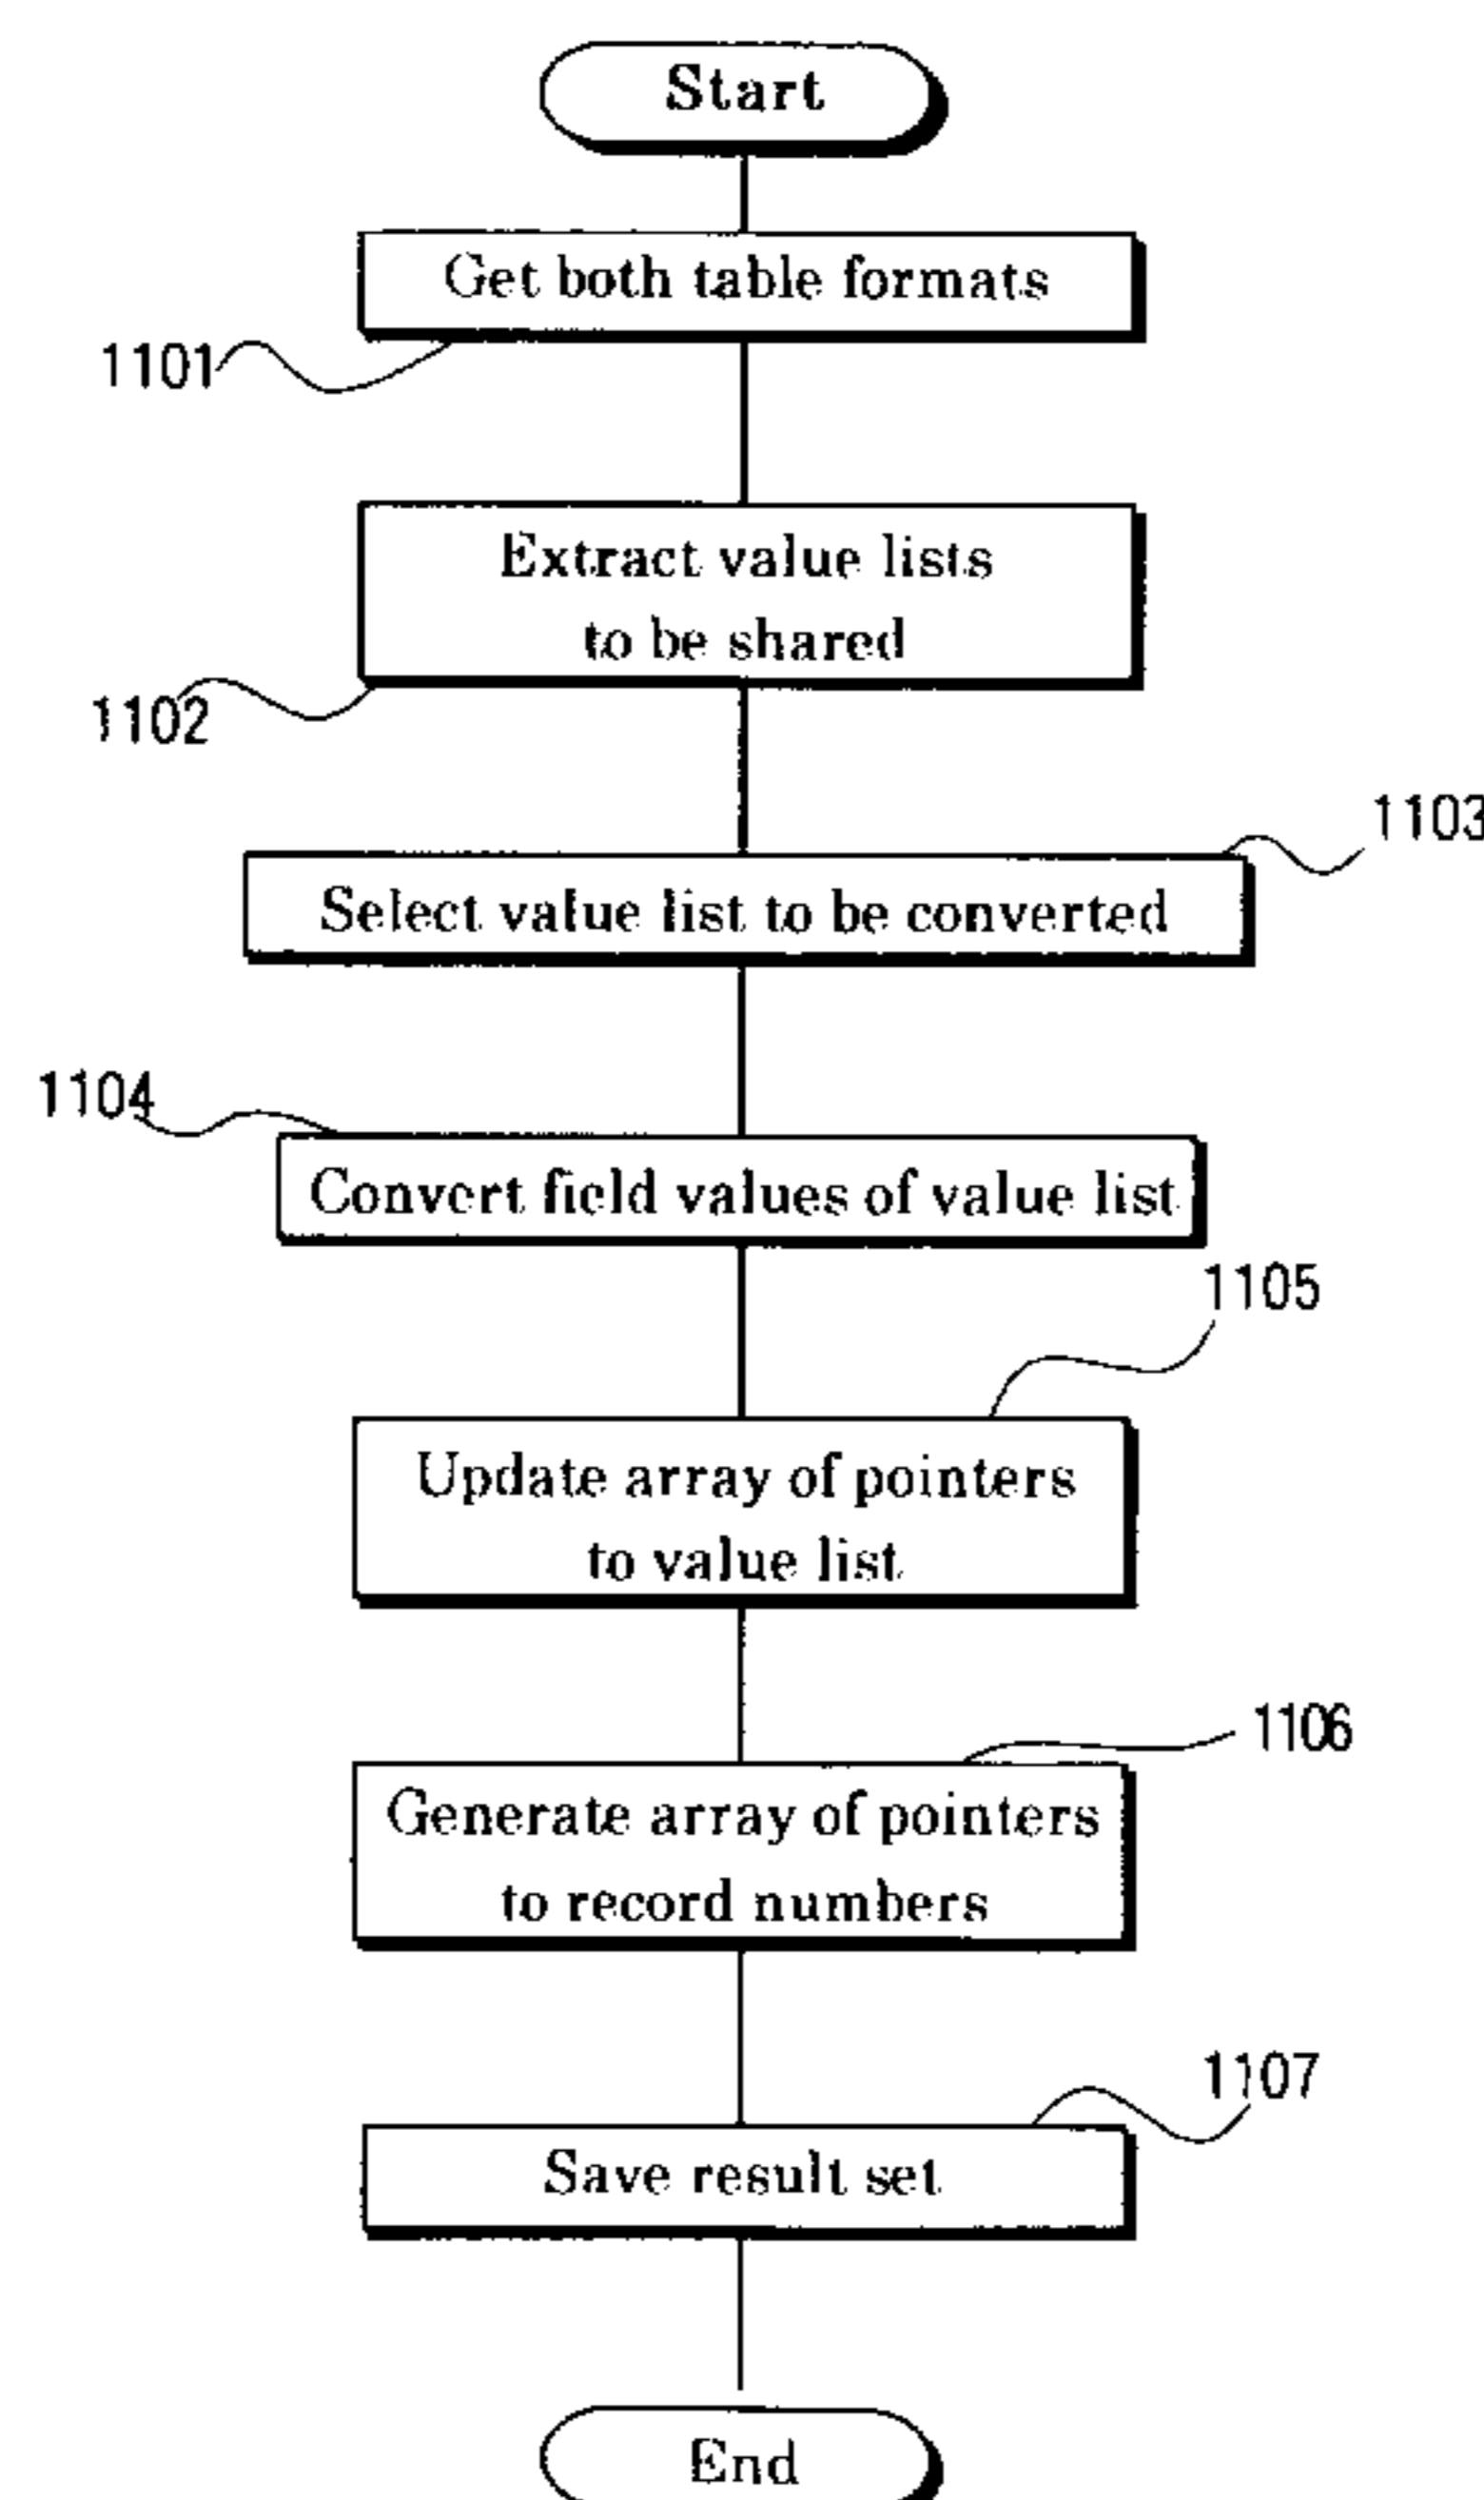 Start
Get both table formats
1101
Extract value lists
to be shared
1102
1103
Select value list to be converted
1104
Convert field values of value list
1105
Update array of pointers
to value list
1106
Generate array of pointers
to record numbers
1107
Save result set
End